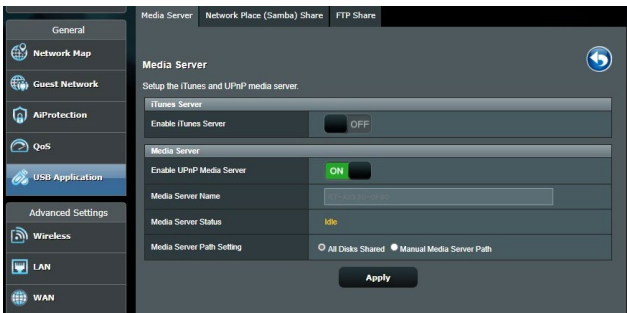 Media Server Network Place (Samba) Share FTP Share
General
Network Map
Guest Network
AiProtection
QoS
USB Application
Advanced Settings
Wireless
LAN
WAN
Media Server
Setup the iTunes and UPnP media server.
iTunes Server
Enable iTunes Server OFF
Media Server
Enable UPnP Media Server ON
Media Server Name
Media Server Status Idle
Media Server Path Setting All Disks Shared Manual Media Server Path
Apply